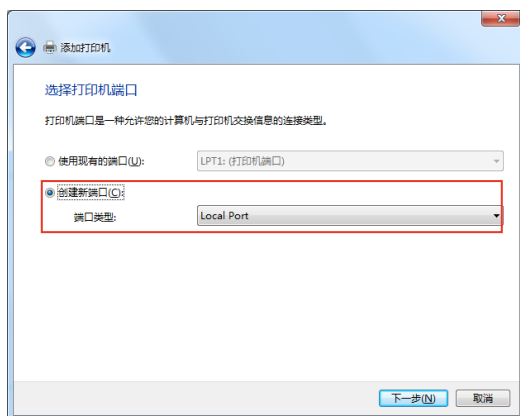 添加打印机
选择打印机端口
打印机端口是一种允许您的计算机与打印机交换信息的连接类型。
使用现有的端口(U): LPT1: (打印机端口)
创建新端口(C):
端口类型: Local Port
下一步(N) 取消